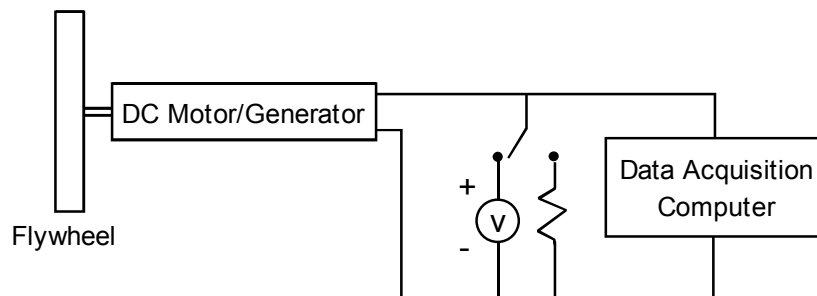 DC Motor/Generator
Flywheel
+
V
-
Data Acquisition
Computer